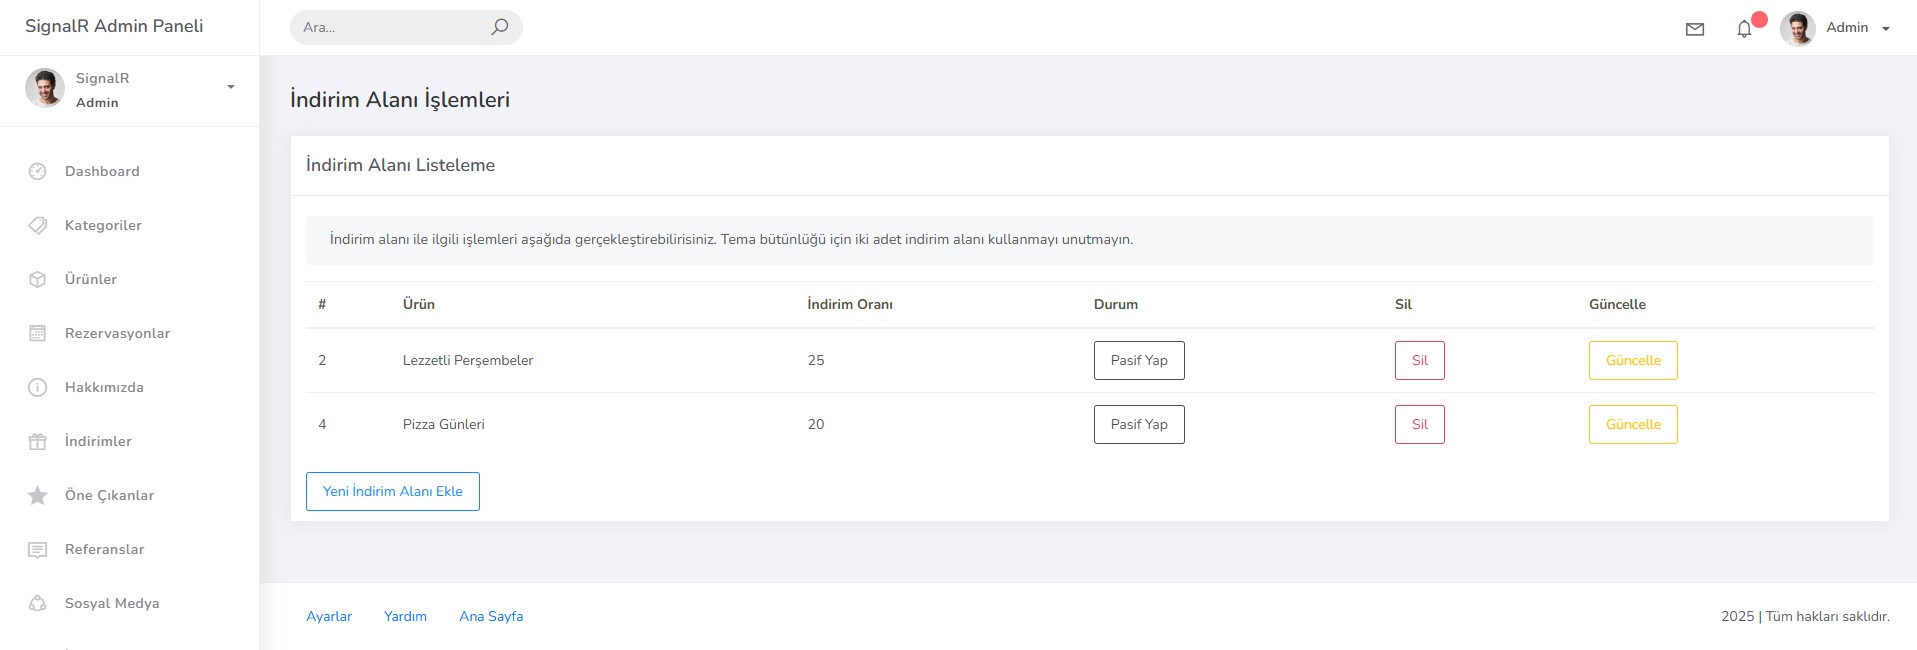 SignalR Admin Paneli
Ara...
Admin
SignalR
Admin
Dashboard
Kategoriler
Ürünler
Rezervasyonlar
Hakkımızda
İndirimler
Öne Çıkanlar
Referanslar
Sosyal Medya
İndirim Alanı İşlemleri
İndirim Alanı Listeleme
İndirim alanı ile ilgili işlemleri aşağıda gerçekleştirebilirisiniz. Tema bütünlüğü için iki adet indirim alanı kullanmayı unutmayın.
# Ürün İndirim Oranı Durum Sil Güncelle
2 Lezzetli Perşembeler 25 Pasif Yap Sil Güncelle
4 Pizza Günleri 20 Pasif Yap Sil Güncelle
Yeni İndirim Alanı Ekle
Ayarlar Yardım Ana Sayfa
2025 | Tüm hakları saklıdır.